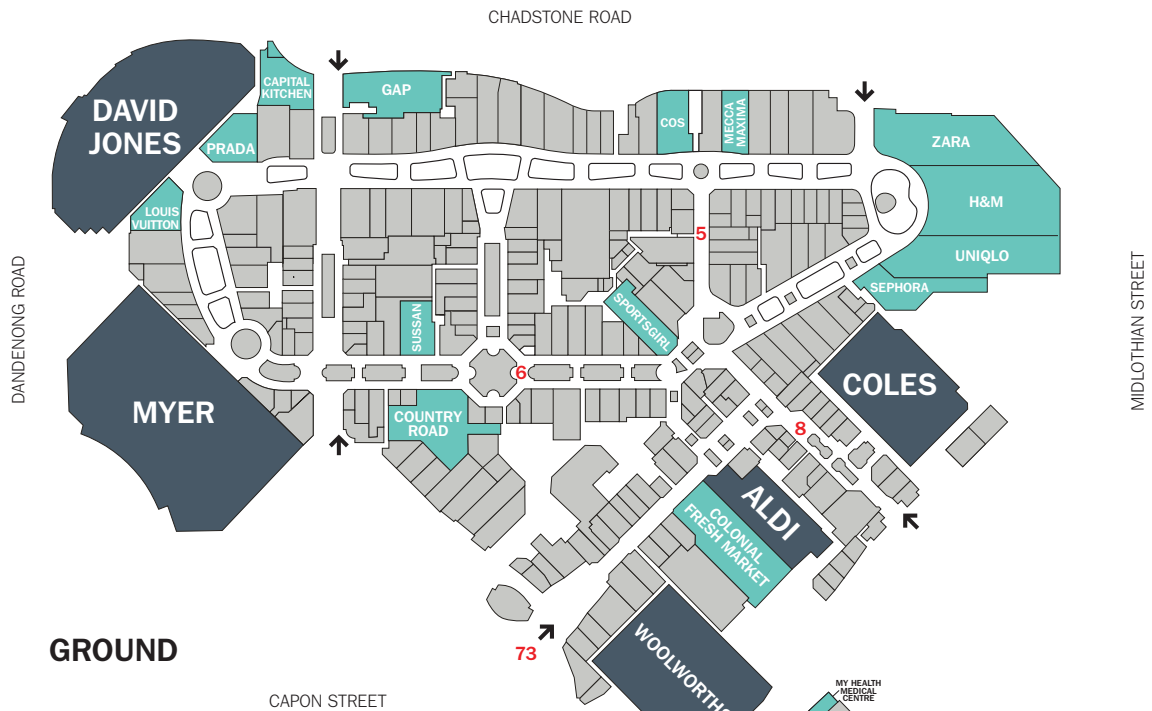 CHADSTONE ROAD
DAVID
JONES
CAPITAL
KITCHEN
GAP
PRADA
COS
MECCA
MAXIMA
ZARA
H&M
UNIQLO
SEPHORA
LOUIS
VUITTON
5
DANDENONG ROAD
MIDLOTHIAN STREET
SUSSAN
SPORTSGIRL
6
MYER
COUNTRY
ROAD
COLES
8
ALDI
COLONIAL
FRESH MARKET
WOOLWORTHS
73
GROUND
CAPON STREET
MY HEALTH
MEDICAL
CENTRE